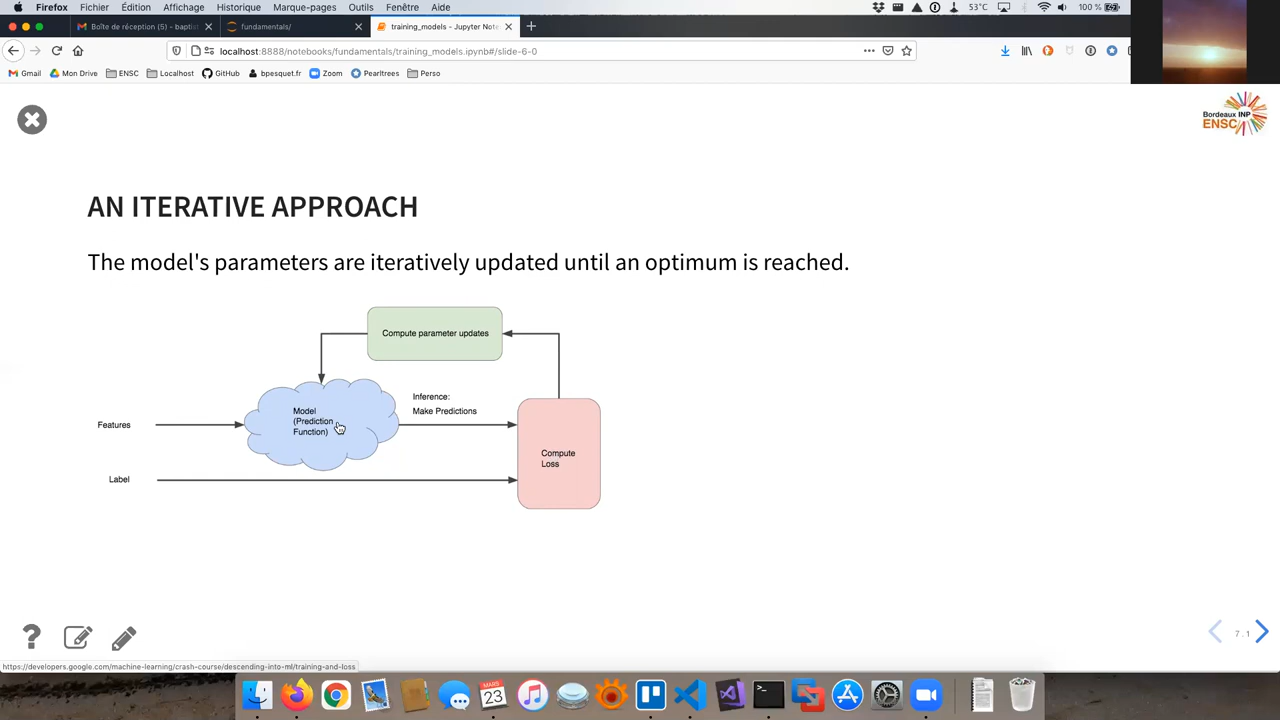 Firefox Fichier Édition Affichage Historique Marque-pages Outils Fenêtre Aide 53°C 100 %
Boîte de réception (5) - baptis
fundamentals/
training_models - Jupyter Note
localhost:8888/notebooks/fundamentals/training_models.ipynb#/slide-6-0
Gmail Mon Drive ENSC Localhost GitHub bpesquet.fr Zoom Pearltrees Perso
Bordeaux INP
ENSC
AN ITERATIVE APPROACH
The model's parameters are iteratively updated until an optimum is reached.
Compute parameter updates
Inference:
Make Predictions
Model
(Prediction
Function)
Features
Compute
Loss
Label
?
7.1
https://developers.google.com/machine-learning/crash-course/descending-into-ml/training-and-loss
MARS
23